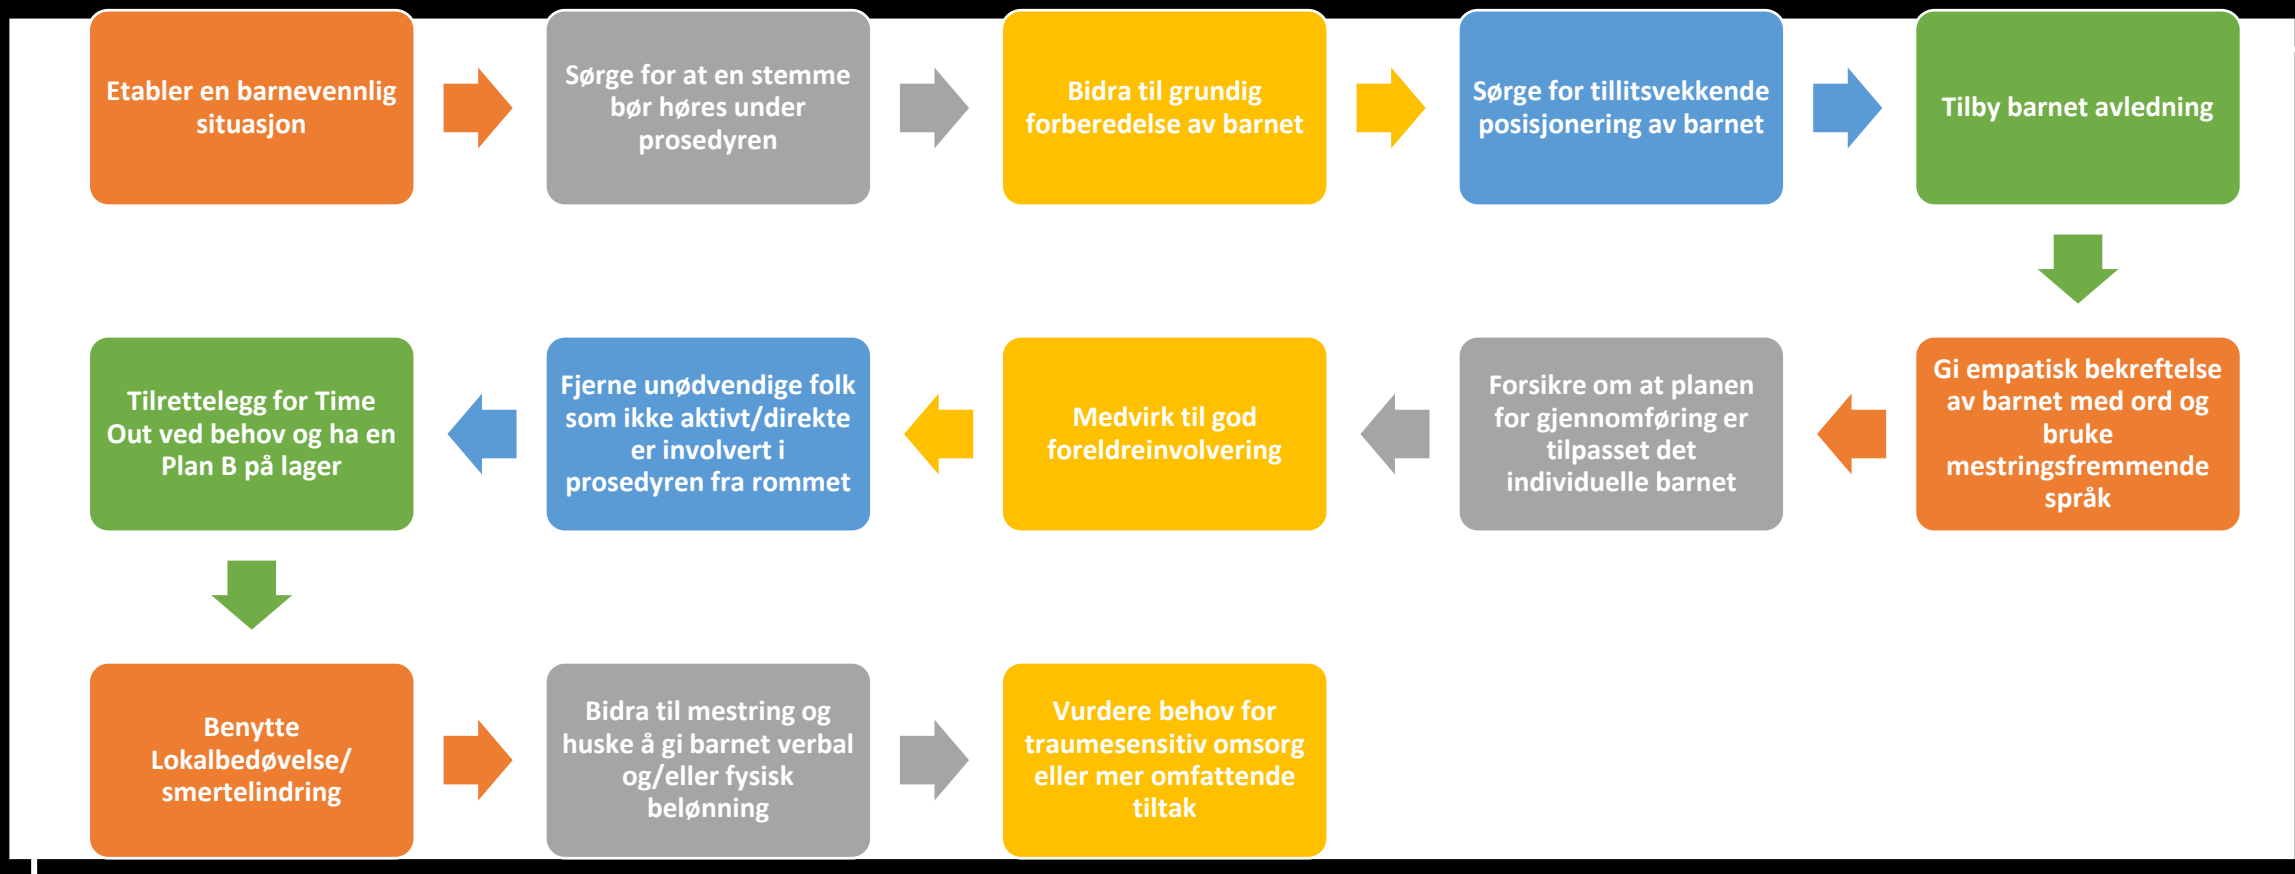 Etabler en barnevennlig
situasjon
Sørge for at en stemme
bør høres under
prosedyren
Bidra til grundig
forberedelse av barnet
Sørge for tillitsvekkende
posisjonering av barnet
Tilby barnet avledning
Gi empatisk bekreftelse
av barnet med ord og
bruke
mestringsfremmende
språk
Forsikre om at planen
for gjennomføring er
tilpasset det
individuelle barnet
Medvirk til god
foreldreinvolvering
Fjerne unødvendige folk
som ikke aktivt/direkte
er involvert i
prosedyren fra rommet
Tilrettelegg for Time
Out ved behov og ha en
Plan B på lager
Benytte
Lokalbedøvelse/
smertelindring
Bidra til mestring og
huske å gi barnet verbal
og/eller fysisk
belønning
Vurdere behov for
traumesensitiv omsorg
eller mer omfattende
tiltak